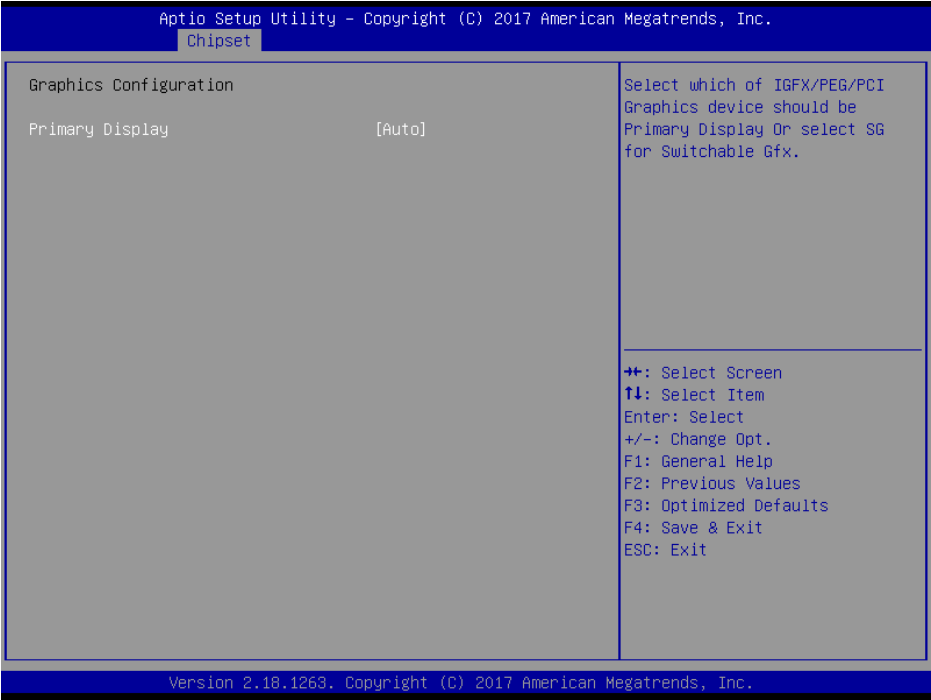 Aptio Setup Utility – Copyright (C) 2017 American Megatrends, Inc.
Chipset
Graphics Configuration
Primary Display [Auto]
Select which of IGFX/PEG/PCI
Graphics device should be
Primary Display Or select SG
for Switchable Gfx.
→←: Select Screen
↑↓: Select Item
Enter: Select
+/-: Change Opt.
F1: General Help
F2: Previous Values
F3: Optimized Defaults
F4: Save & Exit
ESC: Exit
Version 2.18.1263. Copyright (C) 2017 American Megatrends, Inc.